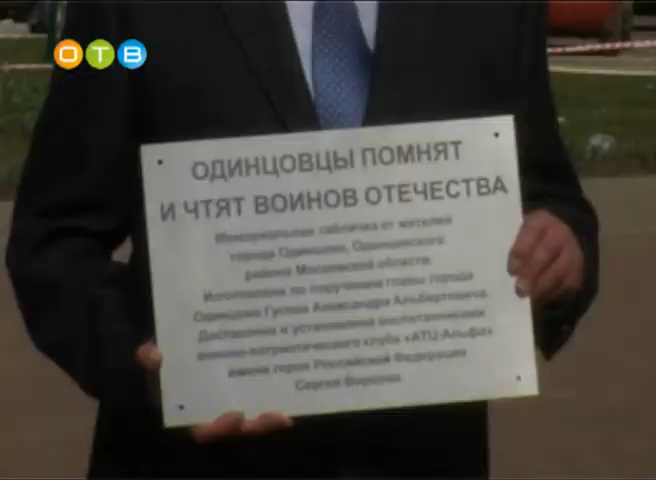 ОТВ
ОДИНЦОВЦЫ ПОМНЯТ
И ЧТЯТ ВОИНОВ ОТЕЧЕСТВА
Мемориальная табличка от жителей
города Одинцово, Одинцовского
района Московской области.
Изготовлена по поручению главы города
Одинцово Гусева Александра Альбертовича
Доставлена и установлена воспитанниками
военно-патриотического клуба «АТЦ-Альфа»
имени героя Российской Федерации
Сергея